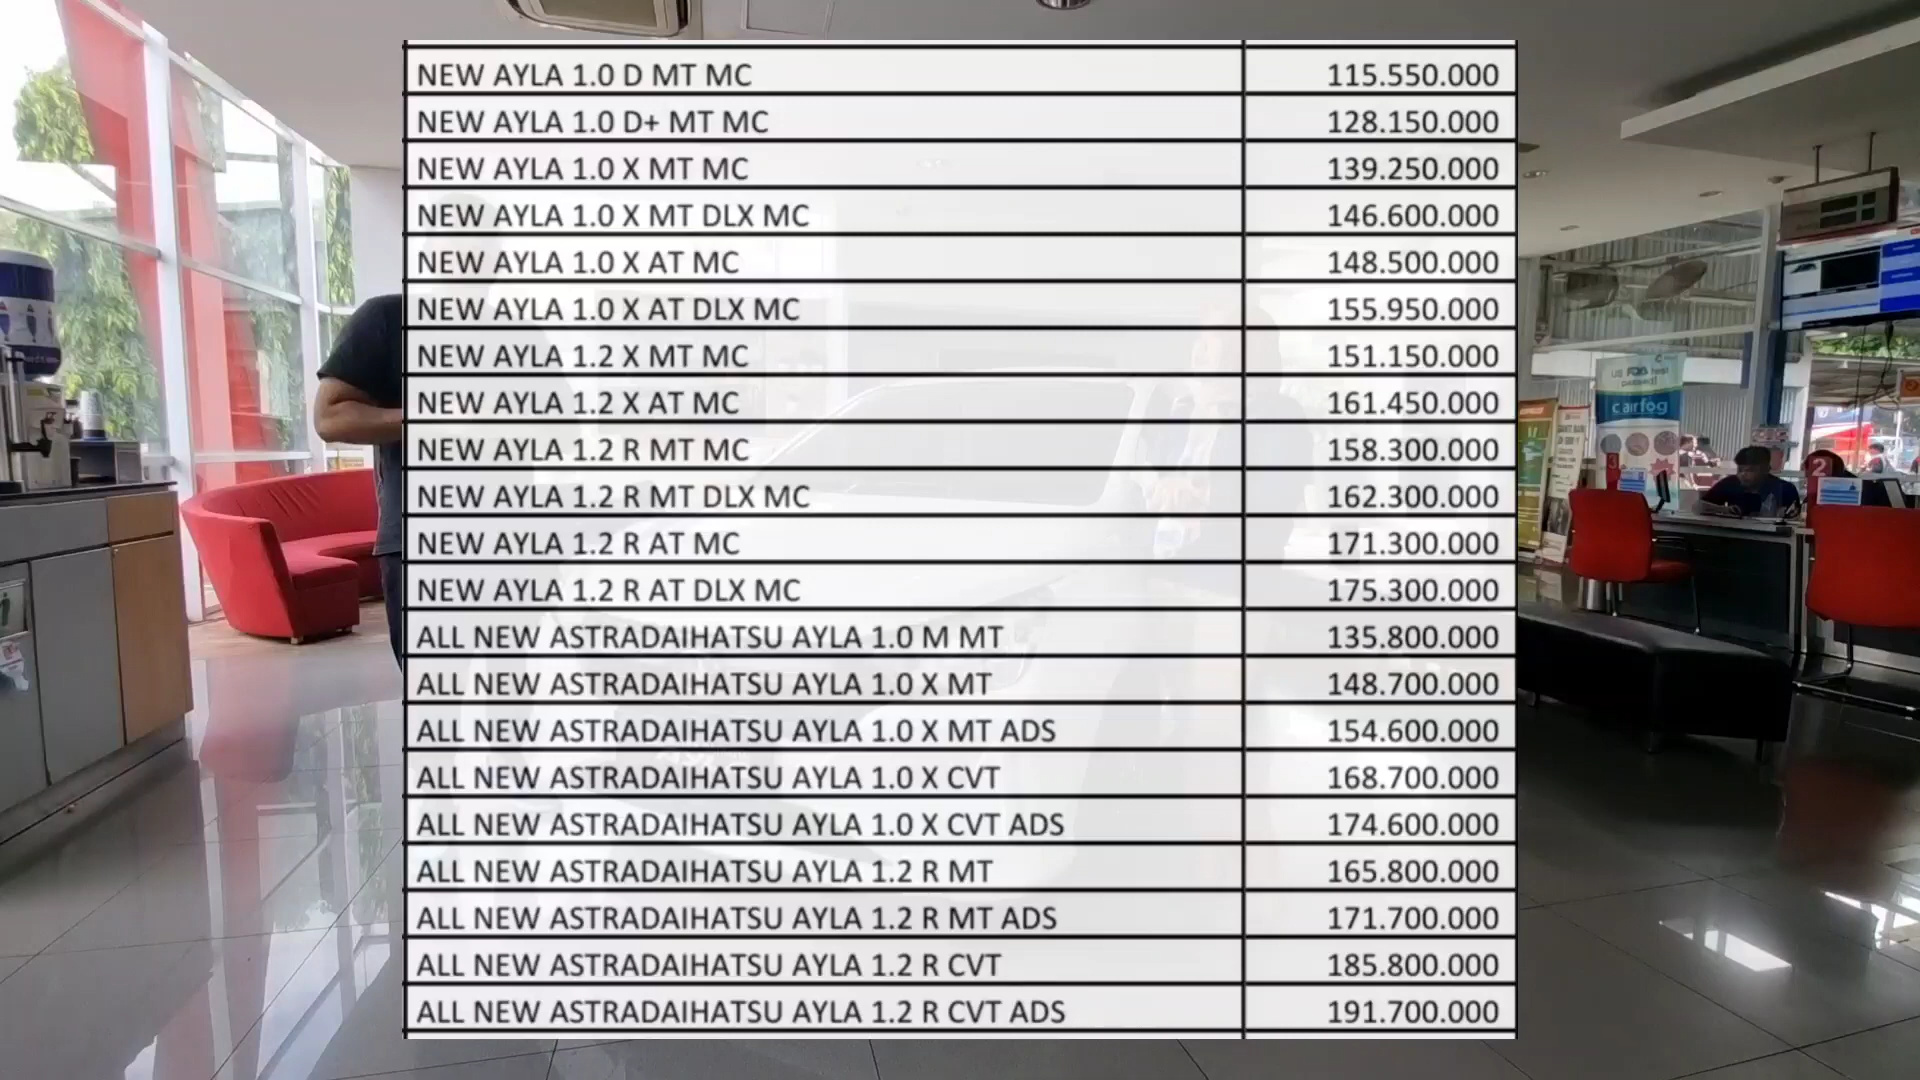 NEW AYLA 1.0 D MT MC 115.550.000
NEW AYLA 1.0 D+ MT MC 128.150.000
NEW AYLA 1.0 X MT MC 139.250.000
NEW AYLA 1.0 X MT DLX MC 146.600.000
NEW AYLA 1.0 X AT MC 148.500.000
NEW AYLA 1.0 X AT DLX MC 155.950.000
NEW AYLA 1.2 X MT MC 151.150.000
NEW AYLA 1.2 X AT MC 161.450.000
NEW AYLA 1.2 R MT MC 158.300.000
NEW AYLA 1.2 R MT DLX MC 162.300.000
NEW AYLA 1.2 R AT MC 171.300.000
NEW AYLA 1.2 R AT DLX MC 175.300.000
ALL NEW ASTRADAIHATSU AYLA 1.0 M MT 135.800.000
ALL NEW ASTRADAIHATSU AYLA 1.0 X MT 148.700.000
ALL NEW ASTRADAIHATSU AYLA 1.0 X MT ADS 154.600.000
ALL NEW ASTRADAIHATSU AYLA 1.0 X CVT 168.700.000
ALL NEW ASTRADAIHATSU AYLA 1.0 X CVT ADS 174.600.000
ALL NEW ASTRADAIHATSU AYLA 1.2 R MT 165.800.000
ALL NEW ASTRADAIHATSU AYLA 1.2 R MT ADS 171.700.000
ALL NEW ASTRADAIHATSU AYLA 1.2 R CVT 185.800.000
ALL NEW ASTRADAIHATSU AYLA 1.2 R CVT ADS 191.700.000
cairfog
3
2